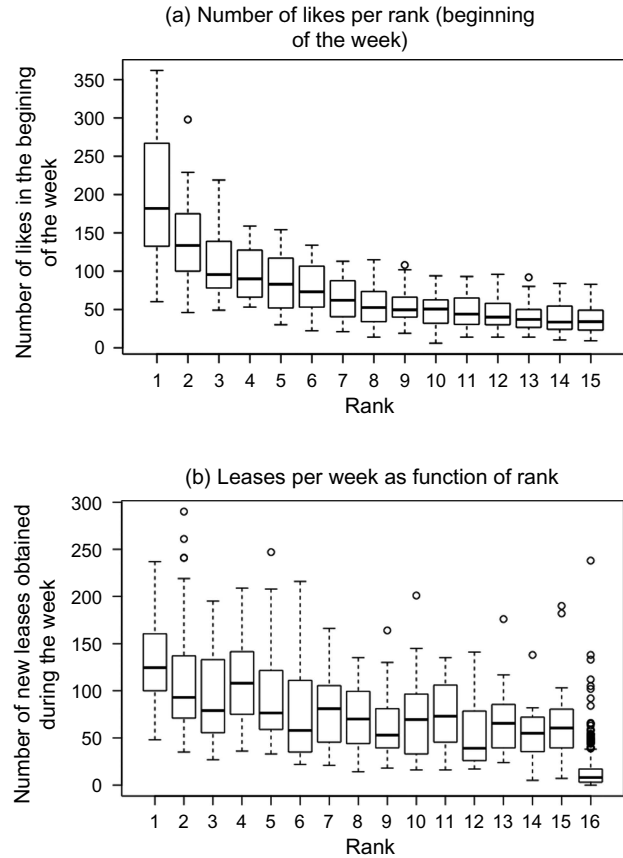 (a) Number of likes per rank (beginning
of the week)
Number of likes in the begining
of the week
350
300
250
200
150
100
50
0
1 2 3 4 5 6 7 8 9 10 11 12 13 14 15
Rank
(b) Leases per week as function of rank
Number of new leases obtained
during the week
300
250
200
150
100
50
0
1 2 3 4 5 6 7 8 9 10 11 12 13 14 15 16
Rank